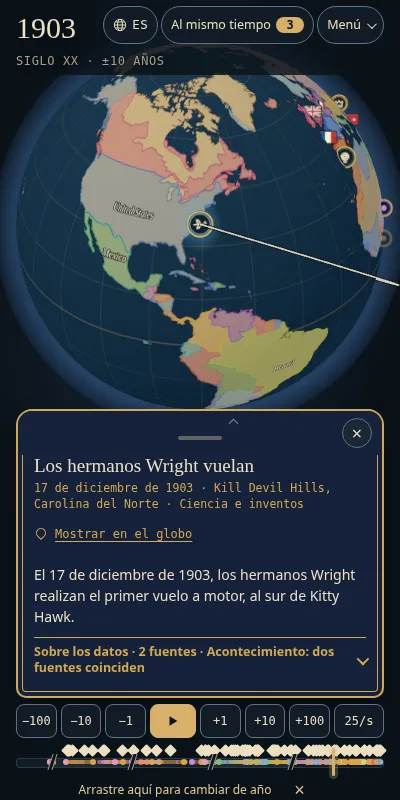 1903
ES
Al mismo tiempo 3
Menú
SIGLO XX · ±10 AÑOS
United States
Mexico
Brazil
Los hermanos Wright vuelan
17 de diciembre de 1903 · Kill Devil Hills,
Carolina del Norte · Ciencia e inventos
Mostrar en el globo
El 17 de diciembre de 1903, los hermanos Wright
realizan el primer vuelo a motor, al sur de Kitty
Hawk.
Sobre los datos · 2 fuentes · Acontecimiento: dos
fuentes coinciden
−100
−10
−1
+1
+10
+100
25/s
Arrastre aquí para cambiar de año